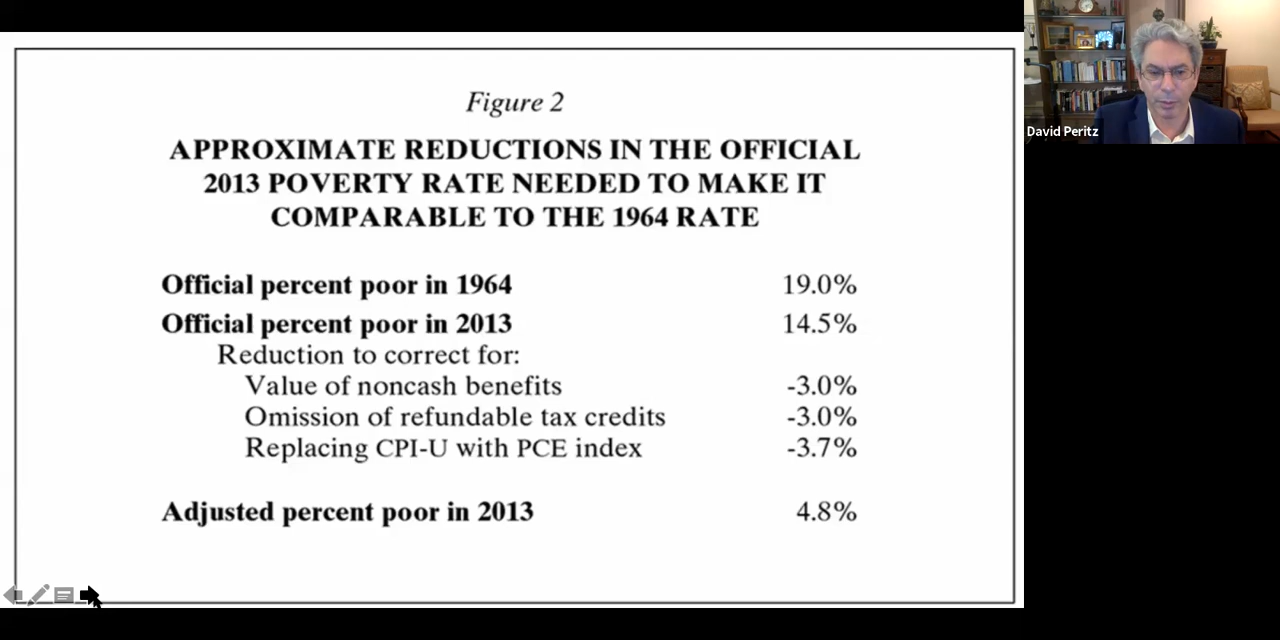 Figure 2
APPROXIMATE REDUCTIONS IN THE OFFICIAL
2013 POVERTY RATE NEEDED TO MAKE IT
COMPARABLE TO THE 1964 RATE
Official percent poor in 1964 19.0%
Official percent poor in 2013 14.5%
Reduction to correct for:
Value of noncash benefits -3.0%
Omission of refundable tax credits -3.0%
Replacing CPI-U with PCE index -3.7%
Adjusted percent poor in 2013 4.8%
David Peritz